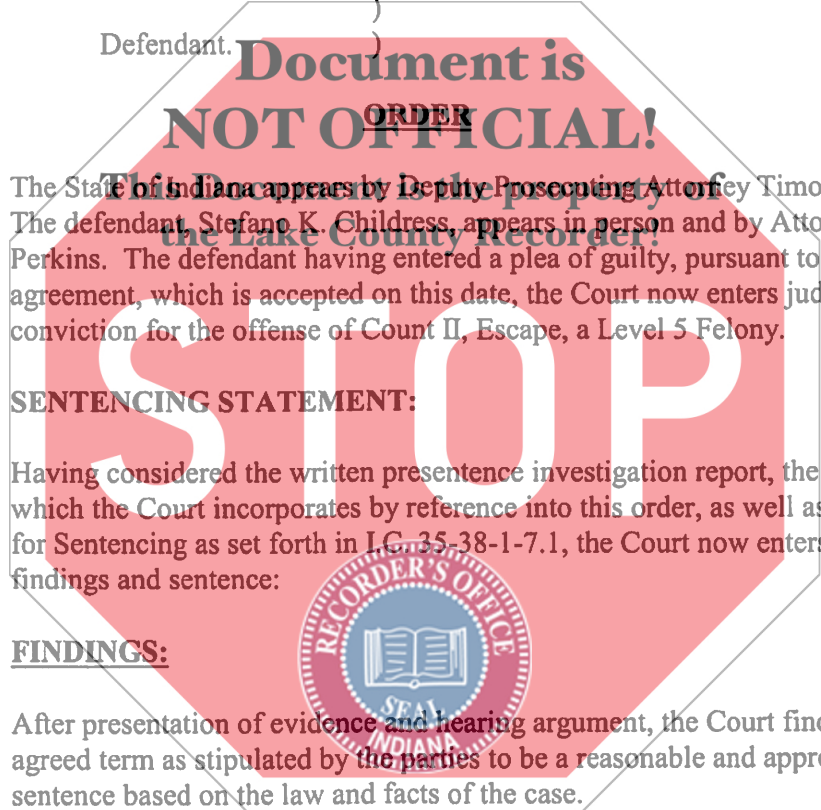 )
Defendant. )
Document is
NOT OFFICIAL!
ORDER
This Document is the property of
the Lake County Recorder!
The State of Indiana appears by Deputy Prosecuting Attorney Timo
The defendant, Stefano K. Childress, appears in person and by Atto
Perkins. The defendant having entered a plea of guilty, pursuant to
agreement, which is accepted on this date, the Court now enters jud
conviction for the offense of Count II, Escape, a Level 5 Felony.
STOP
SENTENCING STATEMENT:
Having considered the written presentence investigation report, the
which the Court incorporates by reference into this order, as well as
for Sentencing as set forth in I.C. 35-38-1-7.1, the Court now enters
findings and sentence:
RECORDER'S OFFICE
SEAL
INDIANA
FINDINGS:
After presentation of evidence and hearing argument, the Court find
agreed term as stipulated by the parties to be a reasonable and appro
sentence based on the law and facts of the case.